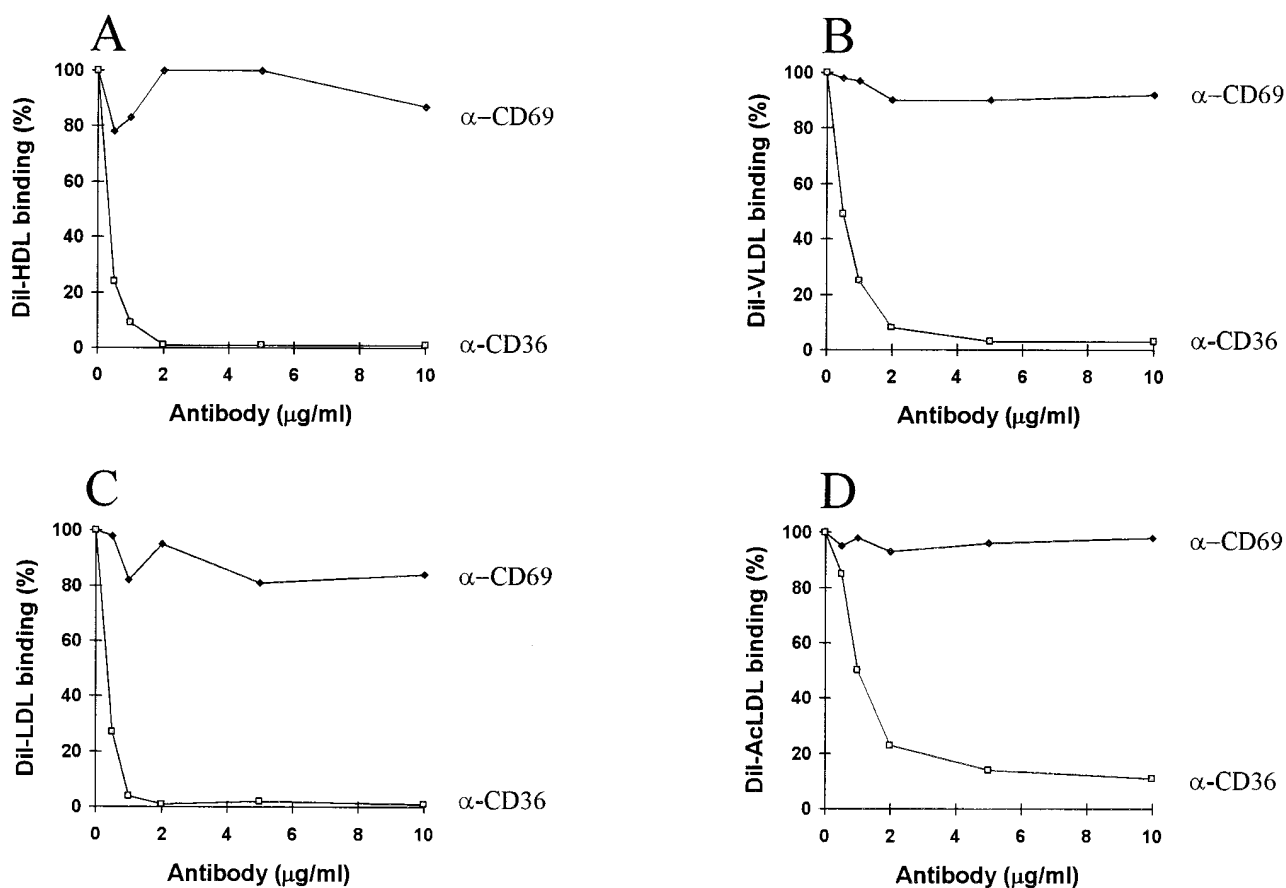 A
100
80
60
40
20
0
0 2 4 6 8 10
DiI-HDL binding (%)
Antibody (μg/ml)
α–CD69
α-CD36
B
100
80
60
40
20
0
0 2 4 6 8 10
DiI-VLDL binding (%)
Antibody (μg/ml)
α–CD69
α-CD36
C
100
80
60
40
20
0
0 2 4 6 8 10
DiI-LDL binding (%)
Antibody (μg/ml)
α–CD69
α-CD36
D
100
80
60
40
20
0
0 2 4 6 8 10
DiI-AcLDL binding (%)
Antibody (μg/ml)
α–CD69
α-CD36